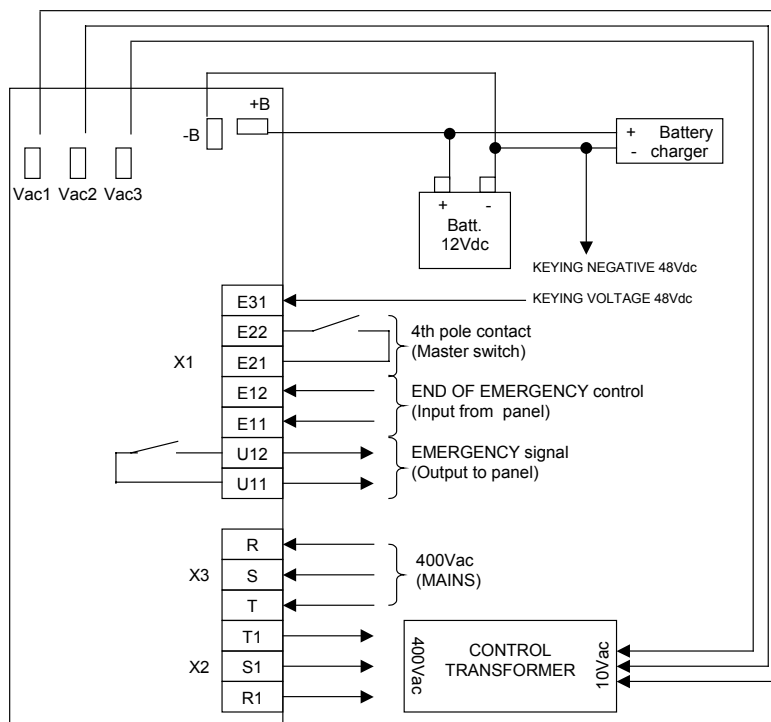 +B
-B
Vac1 Vac2 Vac3
+ Battery
- charger
+ -
Batt.
12Vdc
KEYING NEGATIVE 48Vdc
KEYING VOLTAGE 48Vdc
X1
E31
E22
E21
E12
E11
U12
U11
4th pole contact
(Master switch)
END OF EMERGENCY control
(Input from panel)
EMERGENCY signal
(Output to panel)
X3
R
S
T
400Vac
(MAINS)
X2
T1
S1
R1
400Vac
CONTROL
TRANSFORMER
10Vac